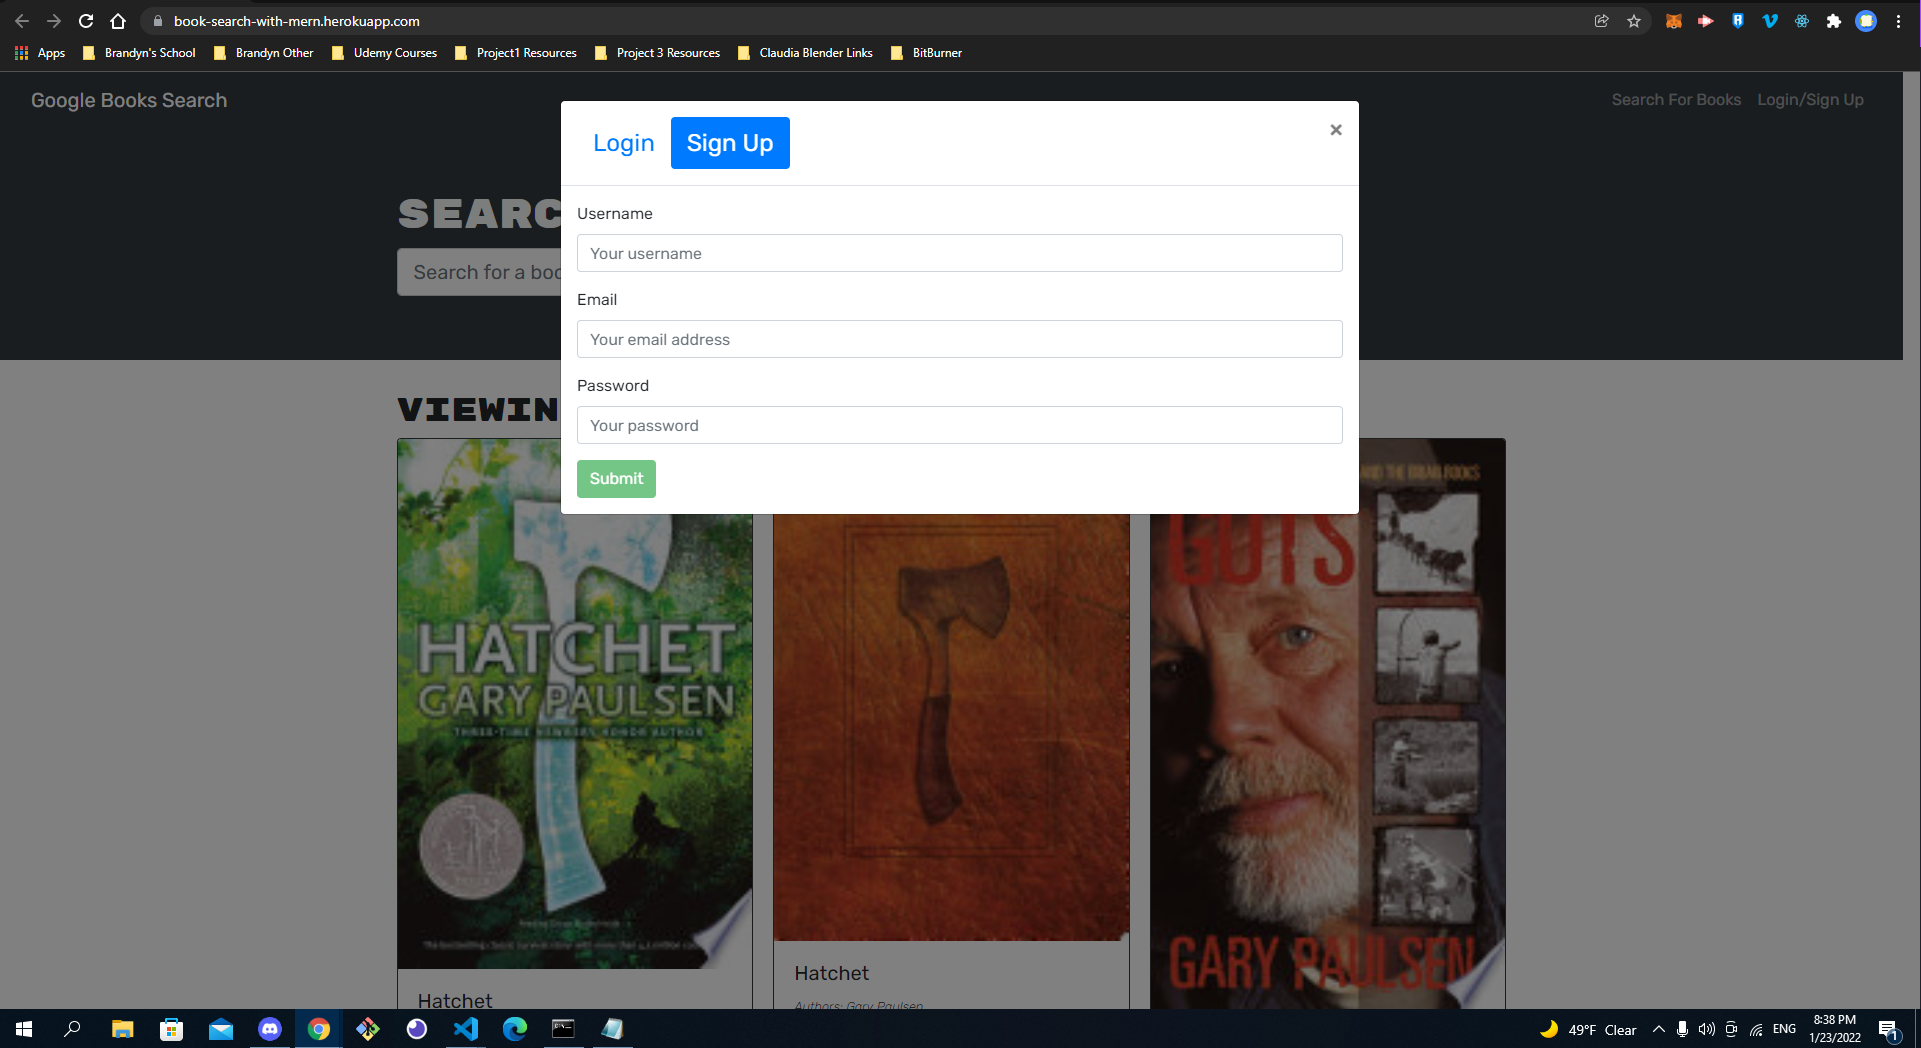 book-search-with-mern.herokuapp.com
Apps Brandyn's School Brandyn Other Udemy Courses Project1 Resources Project 3 Resources Claudia Blender Links BitBurner
Google Books Search
Search For Books Login/Sign Up
Login Sign Up ×
SEARC
Search for a boo
Username
Your username
Email
Your email address
Password
Your password
Submit
VIEWIN
HATCHET
GARY PAULSEN
THREE-TIME NEWBERY HONOR AUTHOR
Hatchet
Hatchet
Authors: Gary Paulsen
AND THE BRIAN BOOKS
GUTS
GARY PAULSEN
49°F Clear
ENG
8:38 PM
1/23/2022
1